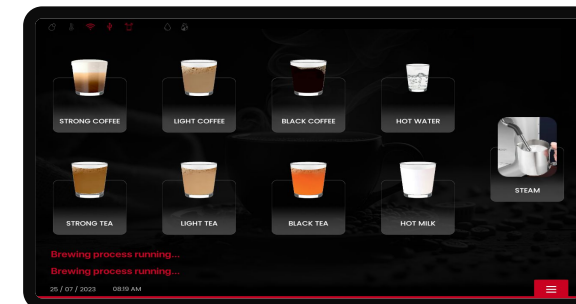 STRONG COFFEE
LIGHT COFFEE
BLACK COFFEE
HOT WATER
STEAM
STRONG TEA
LIGHT TEA
BLACK TEA
HOT MILK
Brewing process running...
Brewing process running...
25 / 07 / 2023 08:19 AM